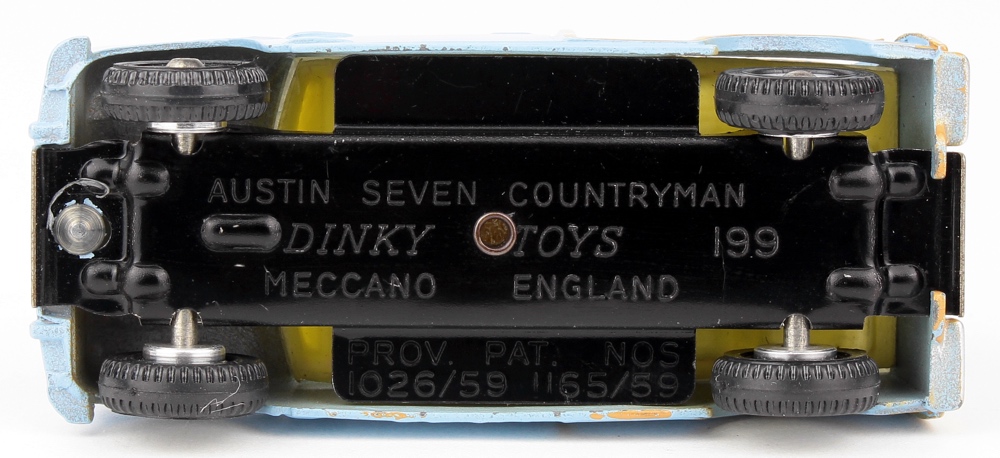 AUSTIN SEVEN COUNTRYMAN
DINKY TOYS 199
MECCANO ENGLAND
PROV. PAT. NOS
1026/59 1165/59